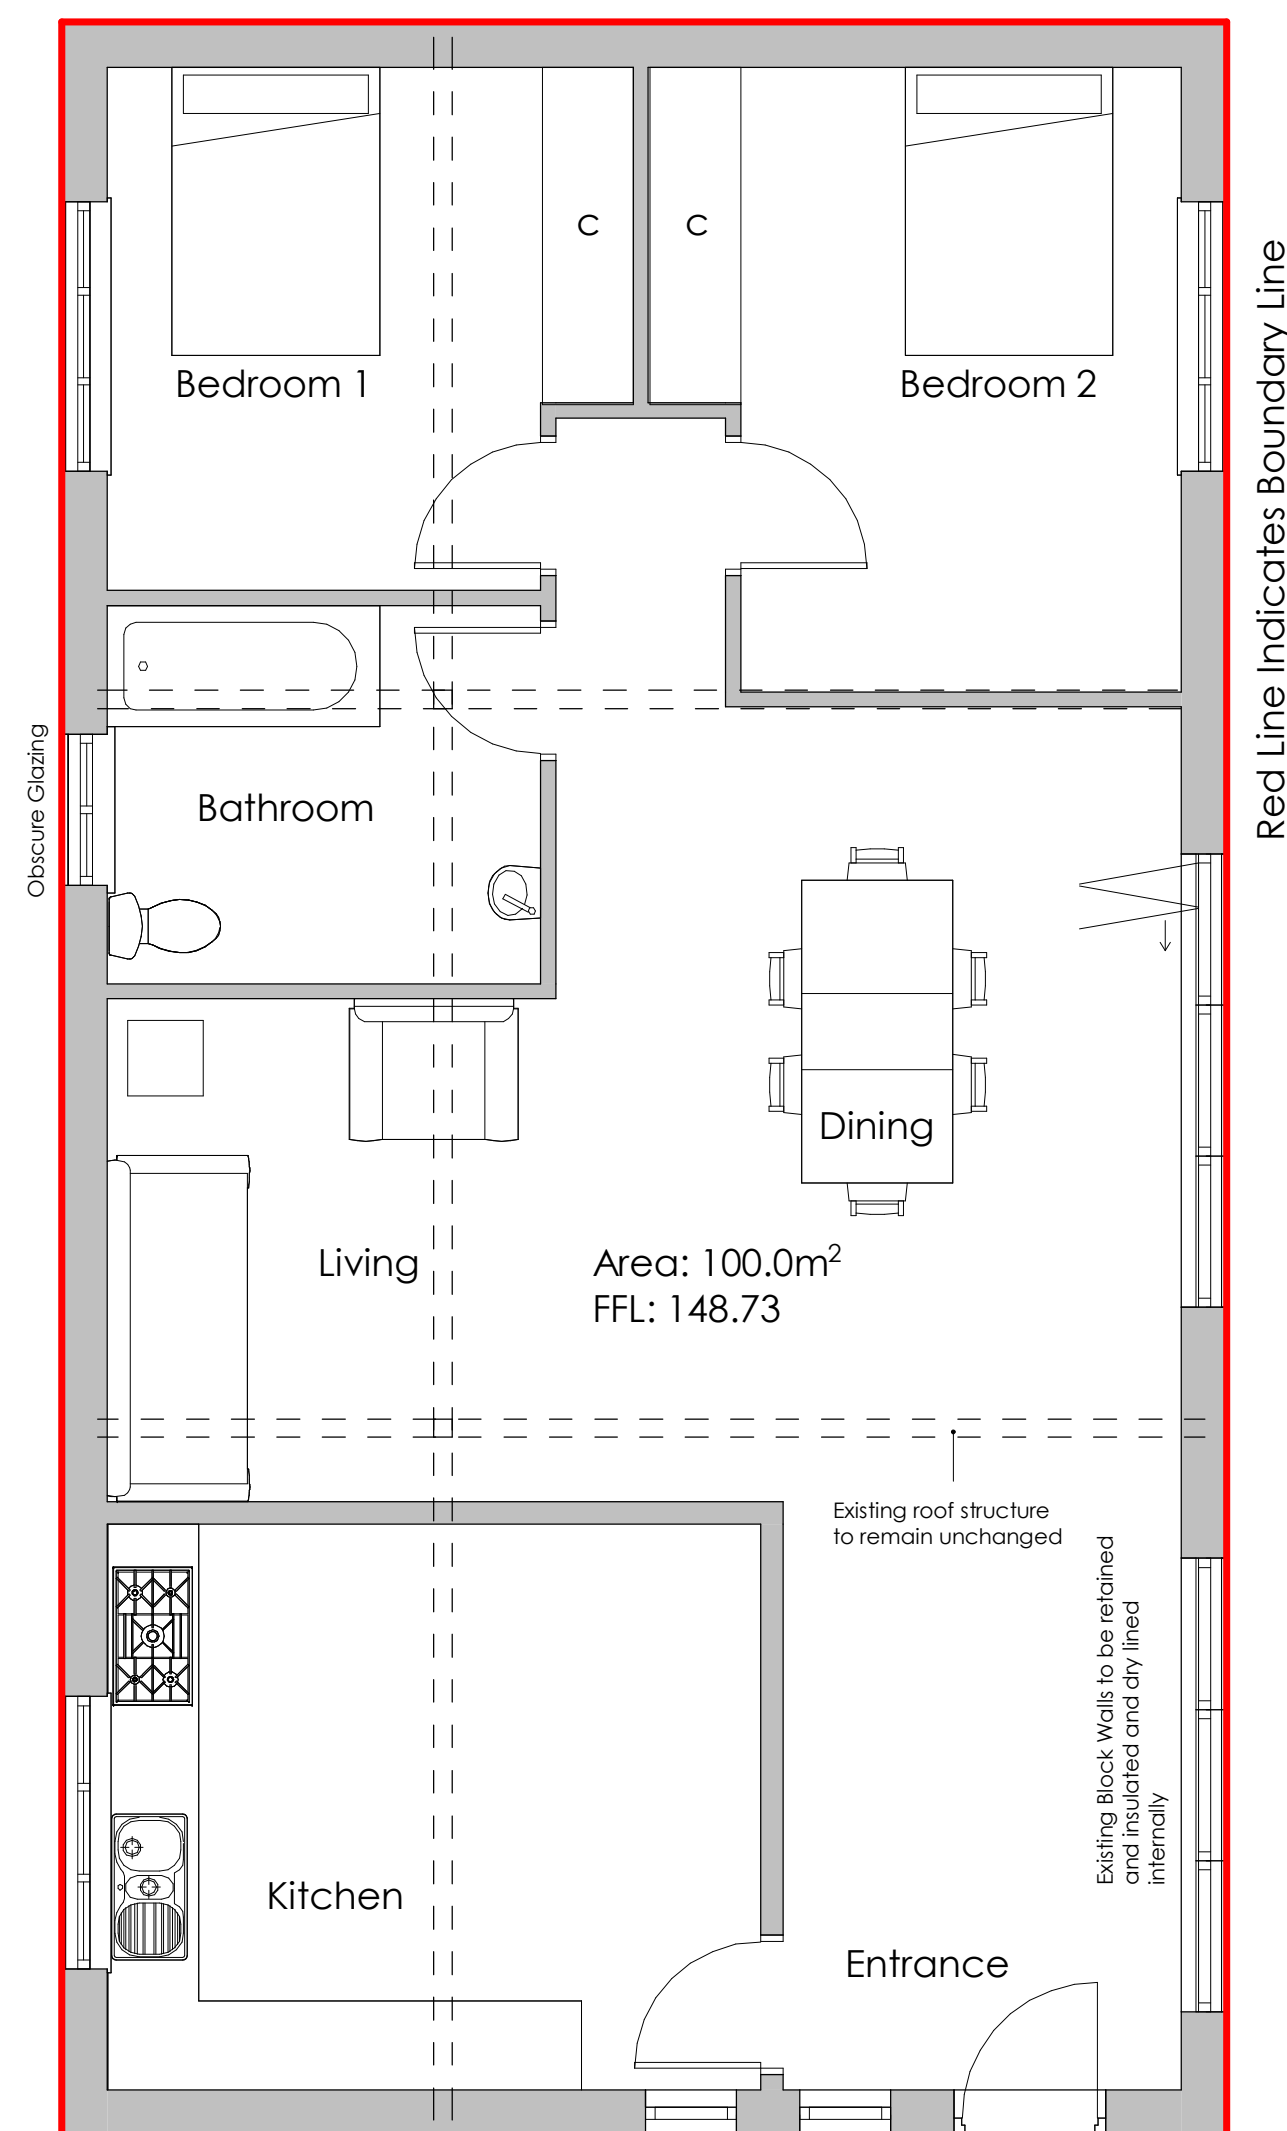 C
C
Bedroom 1
Bedroom 2
Red Line Indicates Boundary Line
Obscure Glazing
Bathroom
Dining
Living
Area: 100.0m²
FFL: 148.73
Existing roof structure
to remain unchanged
Existing Block Walls to be retained
and insulated and dry lined
internally
Kitchen
Entrance